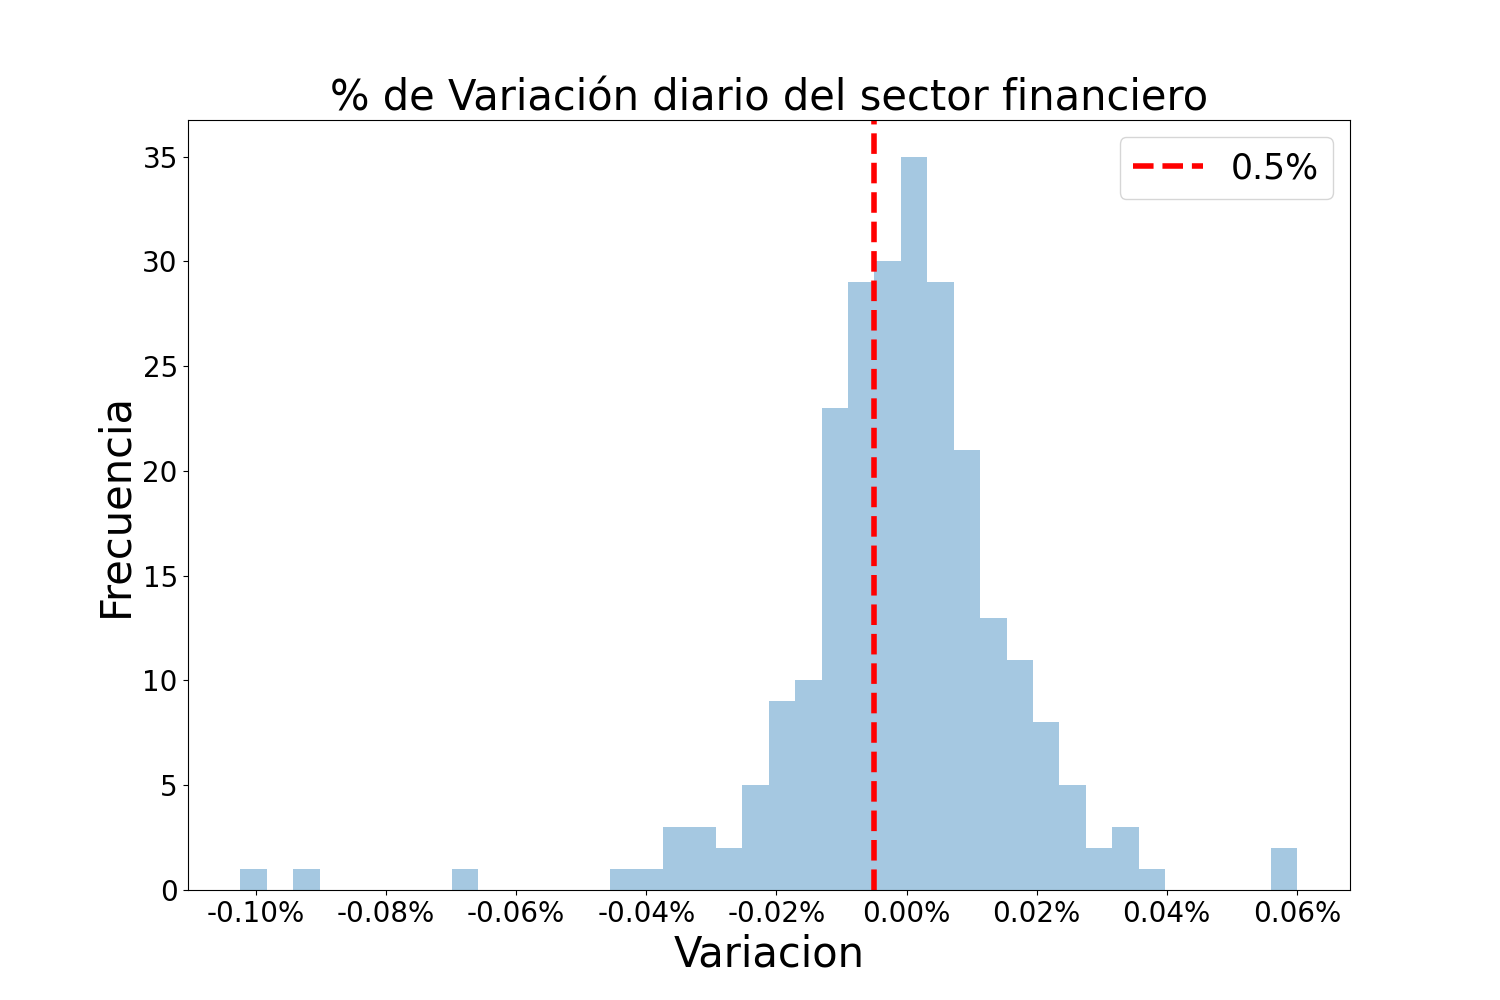 % de Variación diario del sector financiero
0.5%
35
30
25
20
15
10
5
0
Frecuencia
-0.10% -0.08% -0.06% -0.04% -0.02% 0.00% 0.02% 0.04% 0.06%
Variacion